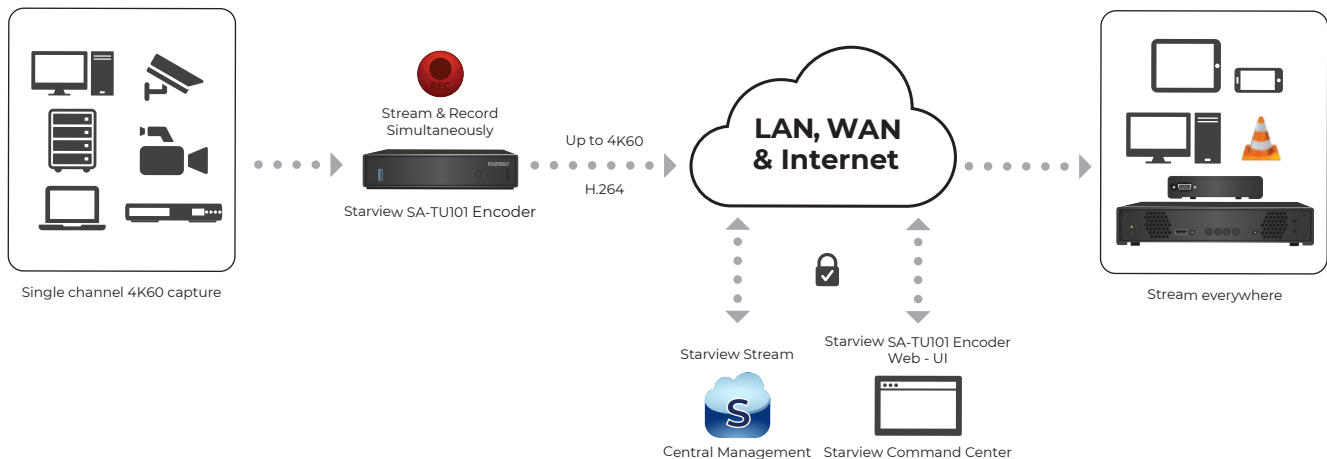 REC
Stream & Record
Simultaneously
Up to 4K60
H.264
Starview SA-TU101 Encoder
LAN, WAN
& Internet
Single channel 4K60 capture
Stream everywhere
Starview Stream
S
Central Management
Starview SA-TU101 Encoder
Web - UI
Starview Command Center